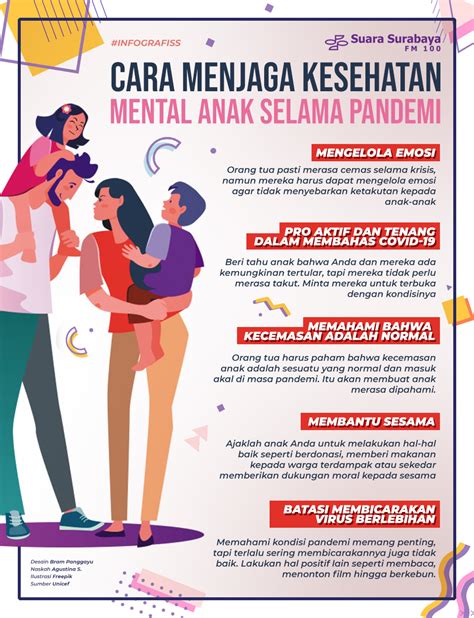 #INFOGRAFISS
Suara Surabaya
FM 100
CARA MENJAGA KESEHATAN
MENTAL ANAK SELAMA PANDEMI
MENGELOLA EMOSI
Orang tua pasti merasa cemas selama krisis,
namun mereka harus dapat mengelola emosi
agar tidak menyebarkan ketakutan kepada
anak-anak
PRO AKTIF DAN TENANG
DALAM MEMBAHAS COVID-19
Beri tahu anak bahwa Anda dan mereka ada
kemungkinan tertular, tapi mereka tidak perlu
merasa takut. Minta mereka untuk terbuka
dengan kondisinya
MEMAHAMI BAHWA
KECEMASAN ADALAH NORMAL
Orang tua harus paham bahwa kecemasan
anak adalah sesuatu yang normal dan masuk
akal di masa pandemi. Itu akan membuat anak
merasa dipahami.
MEMBANTU SESAMA
Ajaklah anak Anda untuk melakukan hal-hal
baik seperti berdonasi, memberi makanan
kepada warga terdampak atau sekedar
memberikan dukungan moral kepada sesama
BATASI MEMBICARAKAN
VIRUS BERLEBIHAN
Memahami kondisi pandemi memang penting,
tapi terlalu sering membicarakannya juga tidak
baik. Lakukan hal positif lain seperti membaca,
menonton film hingga berkebun.
Desain Bram Ponggayu
Naskah Agustina S.
Ilustrasi Freepik
Sumber Unicef